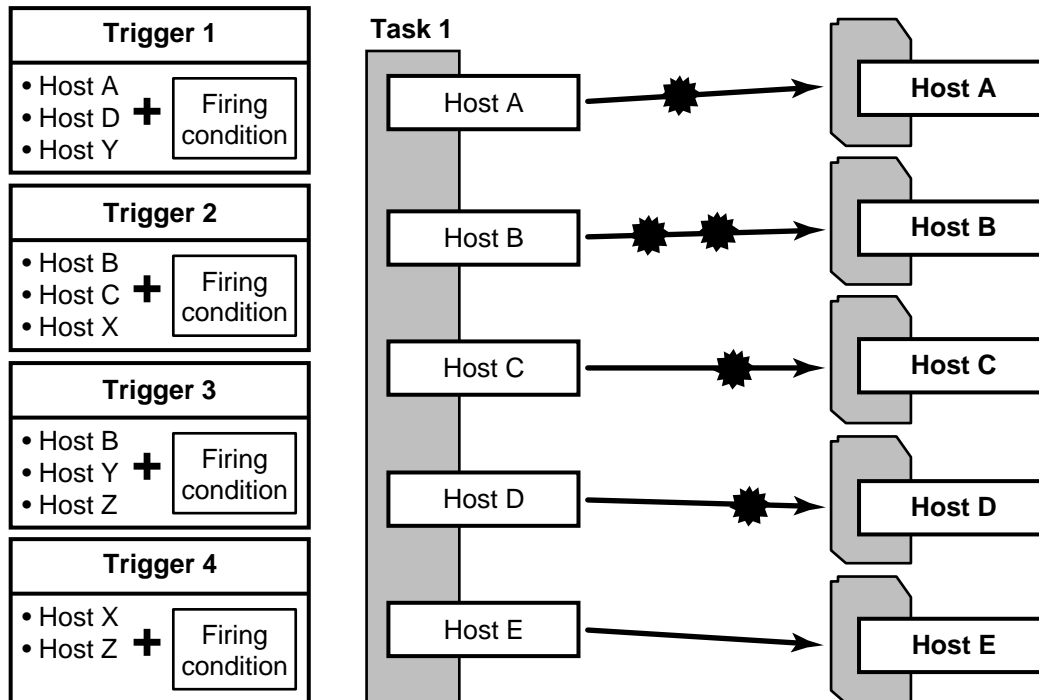 Trigger 1
• Host A
• Host D
• Host Y
+
Firing
condition
Trigger 2
• Host B
• Host C
• Host X
+
Firing
condition
Trigger 3
• Host B
• Host Y
• Host Z
+
Firing
condition
Trigger 4
• Host X
• Host Z
+
Firing
condition
Task 1
Host A
Host B
Host C
Host D
Host E
Host A
Host B
Host C
Host D
Host E